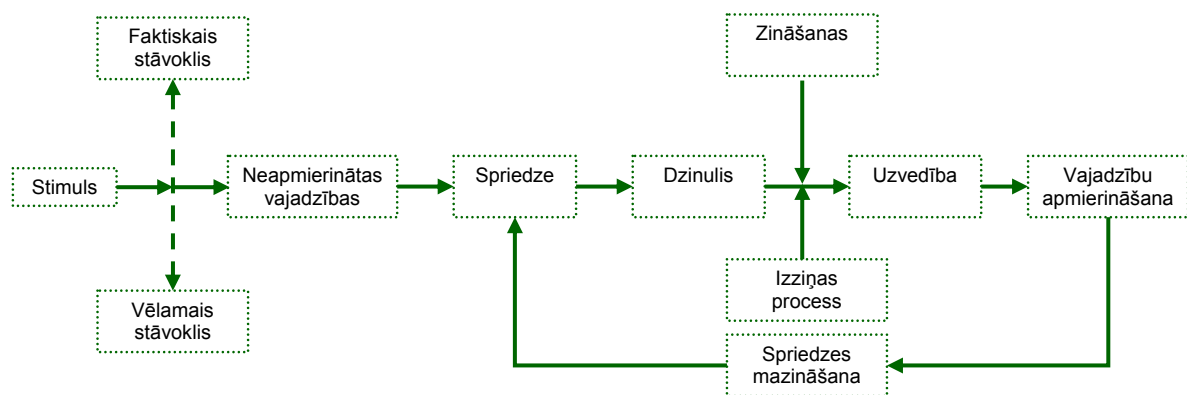 Faktiskais
stāvoklis
Zināšanas
Stimuls
Neapmierinātas
vajadzības
Spriedze
Dzinulis
Uzvedība
Vajadzību
apmierināšana
Vēlamais
stāvoklis
Izziņas
process
Spriedzes
mazināšana